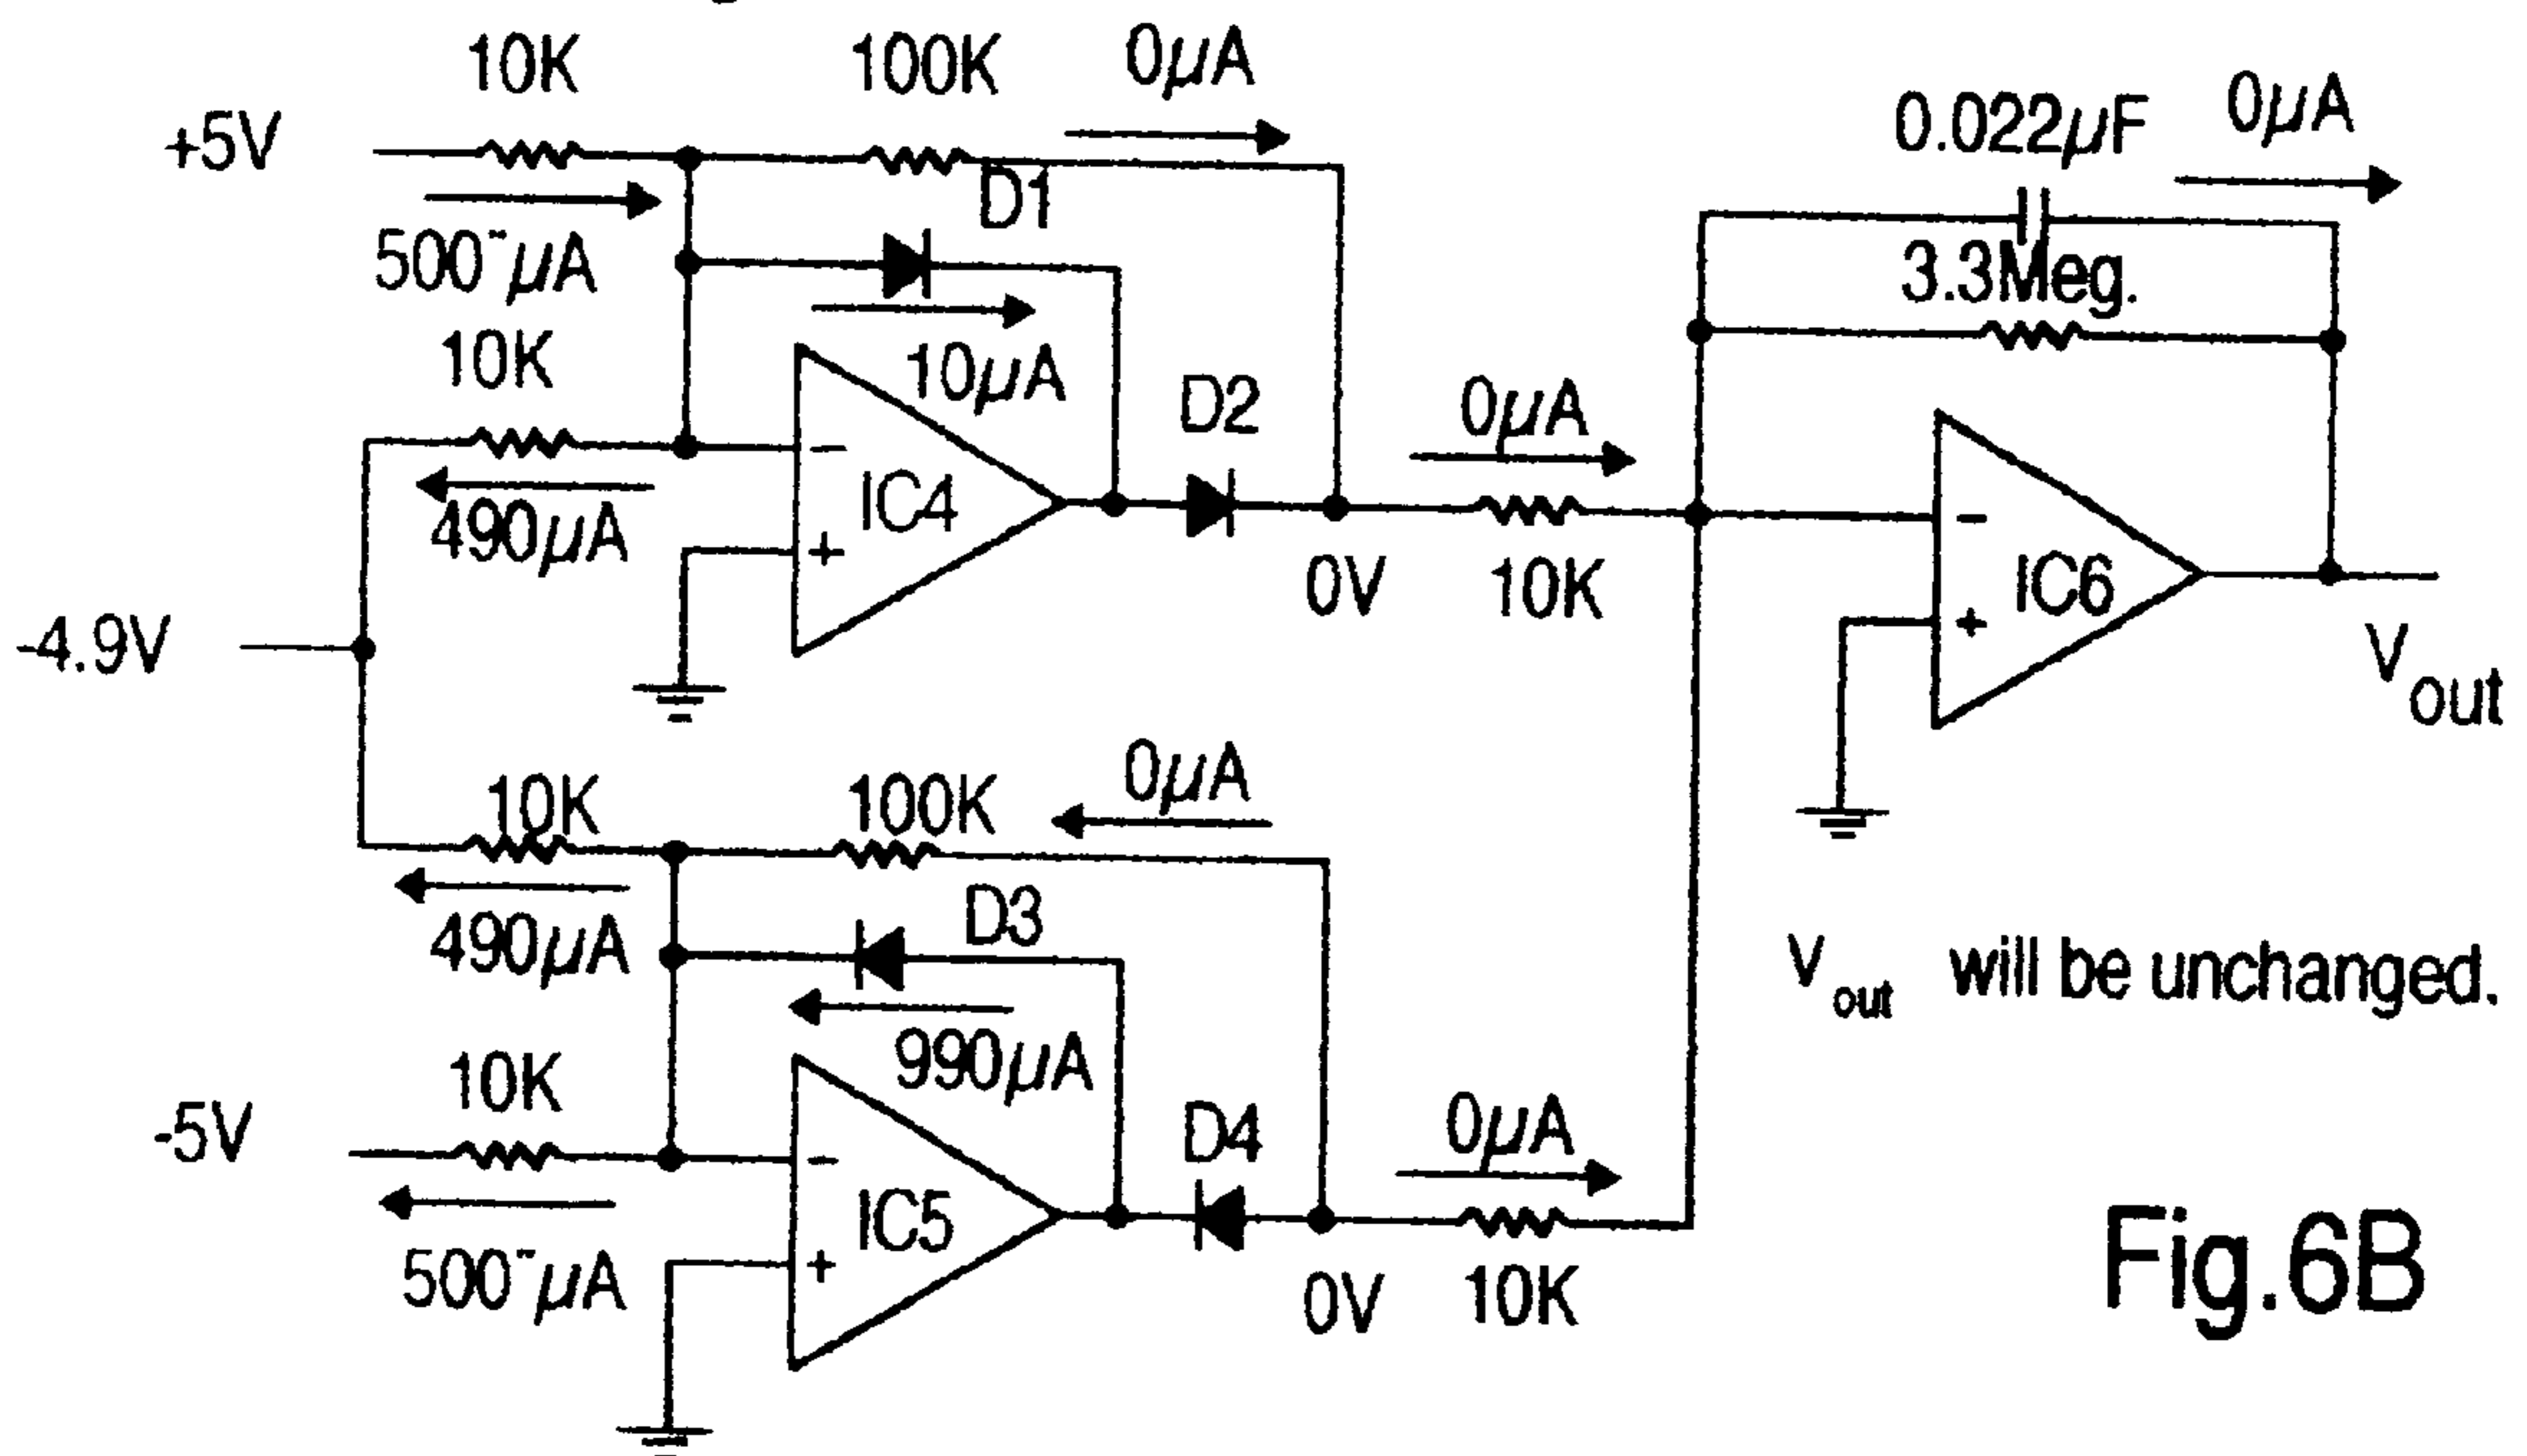 10K
100K
0μA
+5V
D1
500 μA
10μA
10K
490μA
IC4
−
+
D2
0μA
0V
10K
0.022μF
0μA
3.3Meg.
IC6
−
+
Vout
-4.9V
10K
100K
0μA
490μA
D3
990μA
10K
-5V
500 μA
IC5
−
+
D4
0μA
0V
10K
Vout will be unchanged.
Fig.6B